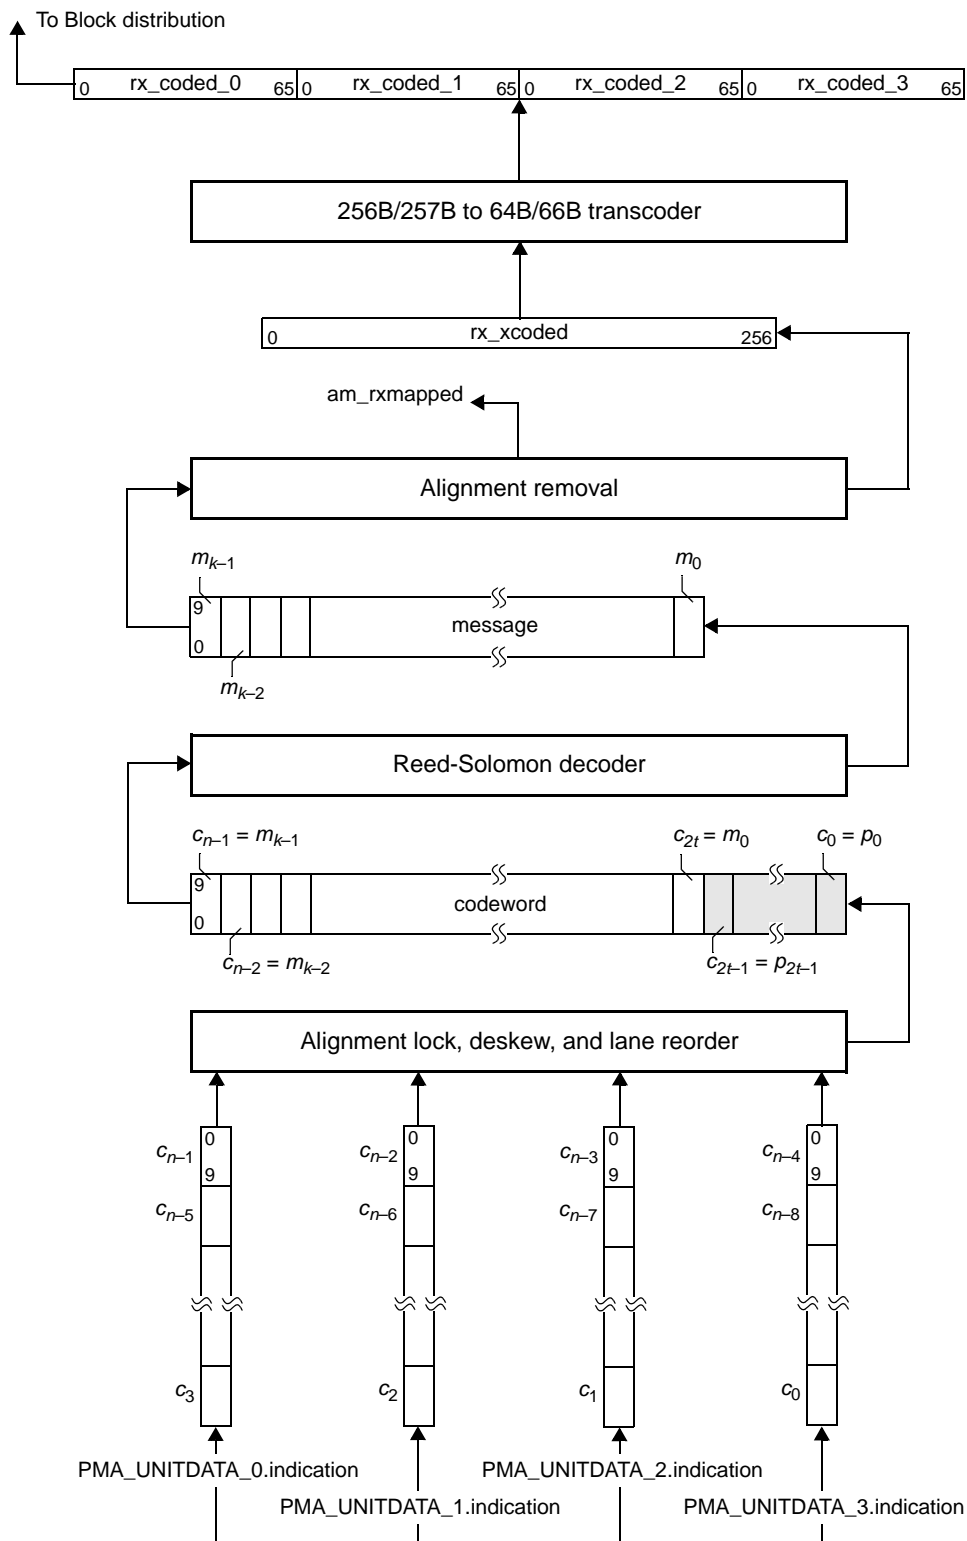 To Block distribution
0 rx_coded_0 65 0 rx_coded_1 65 0 rx_coded_2 65 0 rx_coded_3 65
256B/257B to 64B/66B transcoder
0 rx_xcoded 256
am_rxmapped
Alignment removal
mk–1 m0
9
message
0
mk–2
Reed-Solomon decoder
cn–1 = mk–1 c2t = m0 c0 = p0
9
codeword
0
cn–2 = mk–2 c2t–1 = p2t–1
Alignment lock, deskew, and lane reorder
0 0 0 0
cn–1 cn–2 cn–3 cn–4
9 9 9 9
cn–5 cn–6 cn–7 cn–8
c3 c2 c1 c0
PMA_UNITDATA_0.indication PMA_UNITDATA_2.indication
PMA_UNITDATA_1.indication PMA_UNITDATA_3.indication